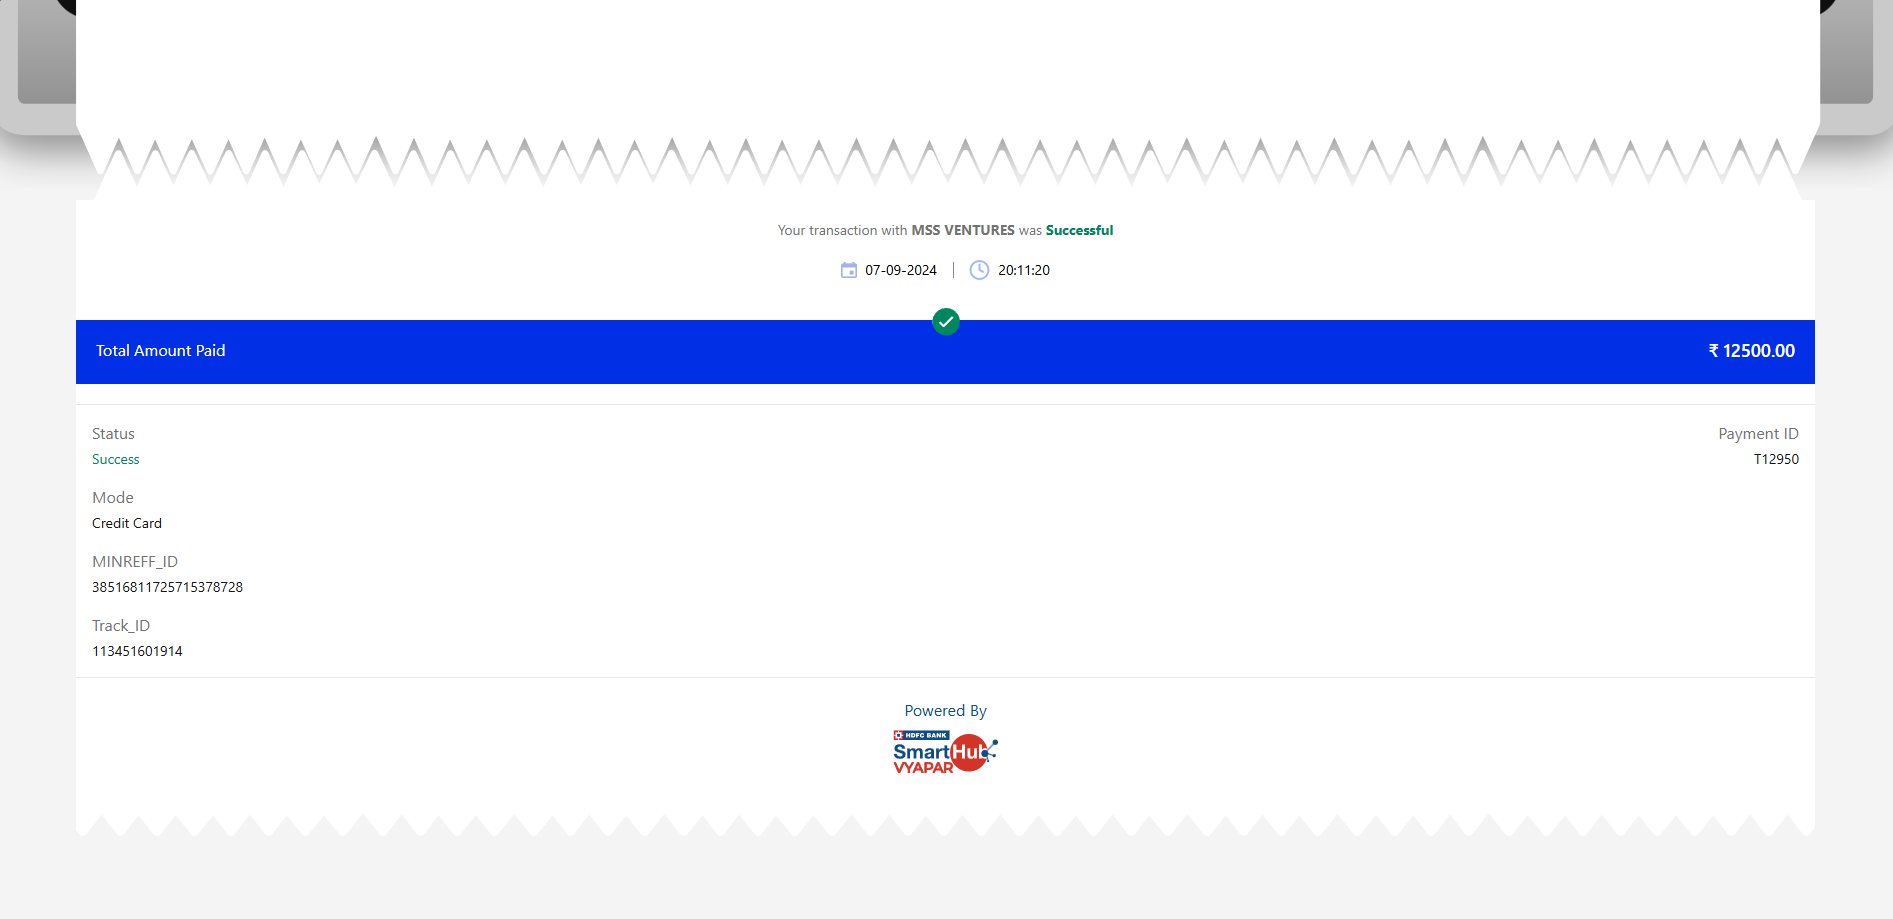 Your transaction with MSS VENTURES was Successful
07-09-2024 | 20:11:20
Total Amount Paid ₹ 12500.00
Status Payment ID
Success T12950
Mode
Credit Card
MINREFF_ID
38516811725715378728
Track_ID
113451601914
Powered By
HDFC BANK
SmartHub
VYAPAR